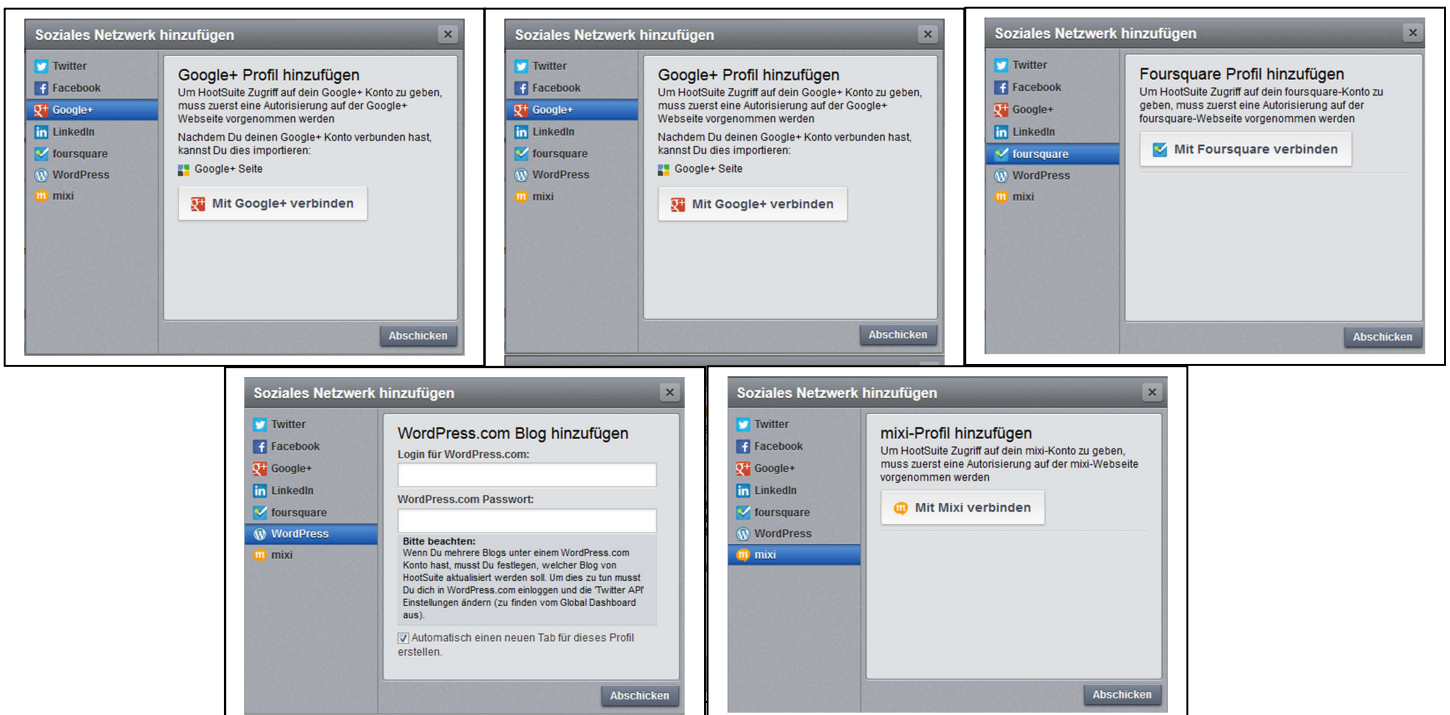 Soziales Netzwerk hinzufügen
Twitter
Facebook
Google+
LinkedIn
foursquare
WordPress
mixi
Google+ Profil hinzufügen
Um HootSuite Zugriff auf dein Google+ Konto zu geben,
muss zuerst eine Autorisierung auf der Google+
Webseite vorgenommen werden
Nachdem Du deinen Google+ Konto verbunden hast,
kannst Du dies importieren:
Google+ Seite
Mit Google+ verbinden
Abschicken
Soziales Netzwerk hinzufügen
Twitter
Facebook
Google+
LinkedIn
foursquare
WordPress
mixi
Google+ Profil hinzufügen
Um HootSuite Zugriff auf dein Google+ Konto zu geben,
muss zuerst eine Autorisierung auf der Google+
Webseite vorgenommen werden
Nachdem Du deinen Google+ Konto verbunden hast,
kannst Du dies importieren:
Google+ Seite
Mit Google+ verbinden
Abschicken
Soziales Netzwerk hinzufügen
Twitter
Facebook
Google+
LinkedIn
foursquare
WordPress
mixi
Foursquare Profil hinzufügen
Um HootSuite Zugriff auf dein foursquare-Konto zu
geben, muss zuerst eine Autorisierung auf der
foursquare-Webseite vorgenommen werden
Mit Foursquare verbinden
Abschicken
Soziales Netzwerk hinzufügen
Twitter
Facebook
Google+
LinkedIn
foursquare
WordPress
mixi
WordPress.com Blog hinzufügen
Login für WordPress.com:
WordPress.com Passwort:
Bitte beachten:
Wenn Du mehrere Blogs unter einem WordPress.com
Konto hast, musst Du festlegen, welcher Blog von
HootSuite aktualisiert werden soll. Um dies zu tun musst
Du dich in WordPress.com einloggen und die 'Twitter API'
Einstellungen ändern (zu finden vom Global Dashboard
aus).
Automatisch einen neuen Tab für dieses Profil
erstellen.
Abschicken
Soziales Netzwerk hinzufügen
Twitter
Facebook
Google+
LinkedIn
foursquare
WordPress
mixi
mixi-Profil hinzufügen
Um HootSuite Zugriff auf dein mixi-Konto zu geben,
muss zuerst eine Autorisierung auf der mixi-Webseite
vorgenommen werden
Mit Mixi verbinden
Abschicken